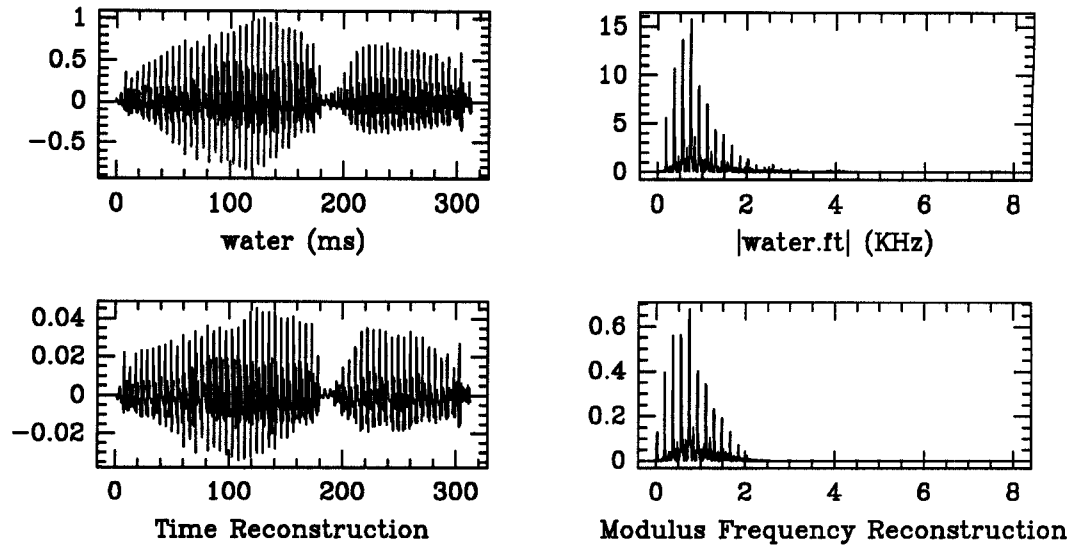 1
0.5
0
−0.5
0 100 200 300
water (ms)
15
10
5
0
0 2 4 6 8
|water.ft| (KHz)
0.04
0.02
0
−0.02
0 100 200 300
Time Reconstruction
0.6
0.4
0.2
0
0 2 4 6 8
Modulus Frequency Reconstruction